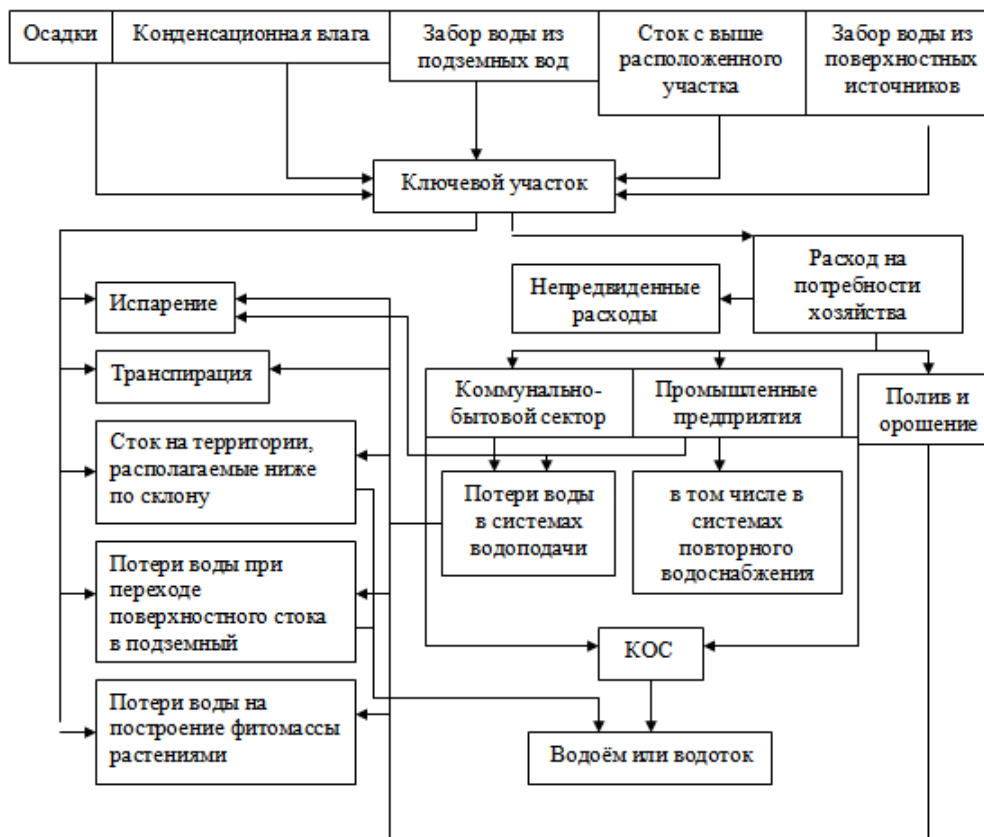 Осадки
Конденсационная влага
Забор воды из
подземных вод
Сток с выше
расположенного
участка
Забор воды из
поверхностных
источников
Ключевой участок
Расход на
потребности
хозяйства
Непредвиденные
расходы
Испарение
Транспирация
Коммунально-
бытовой сектор
Промышленные
предприятия
Полив и
орошение
Сток на территории,
располагаемые ниже
по склону
Потери воды
в системах
водоподачи
в том числе в
системах
повторного
водоснабжения
Потери воды при
переходе
поверхностного стока
в подземный
КОС
Потери воды на
построение фитомассы
растениями
Водоём или водоток